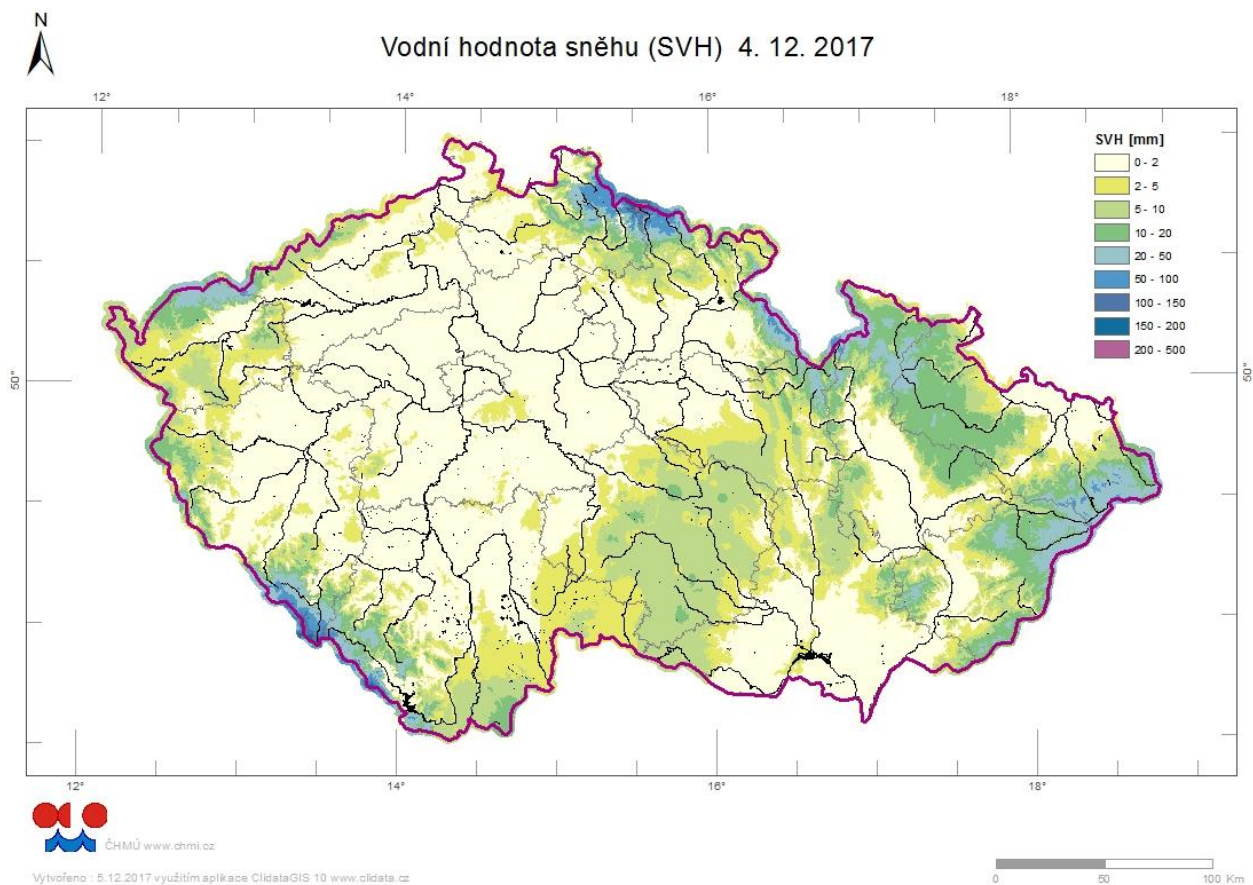 N
Vodní hodnota sněhu (SVH) 4. 12. 2017
12° 14° 16° 18°
SVH [mm]
0 - 2
2 - 5
5 - 10
10 - 20
20 - 50
50 - 100
100 - 150
150 - 200
200 - 500
50° 50°
12° 14° 16° 18°
ČHMÚ www.chmi.cz
Vytvořeno : 5.12.2017 využitím aplikace ClidataGIS 10 www.clidata.cz
0 50 100 Km